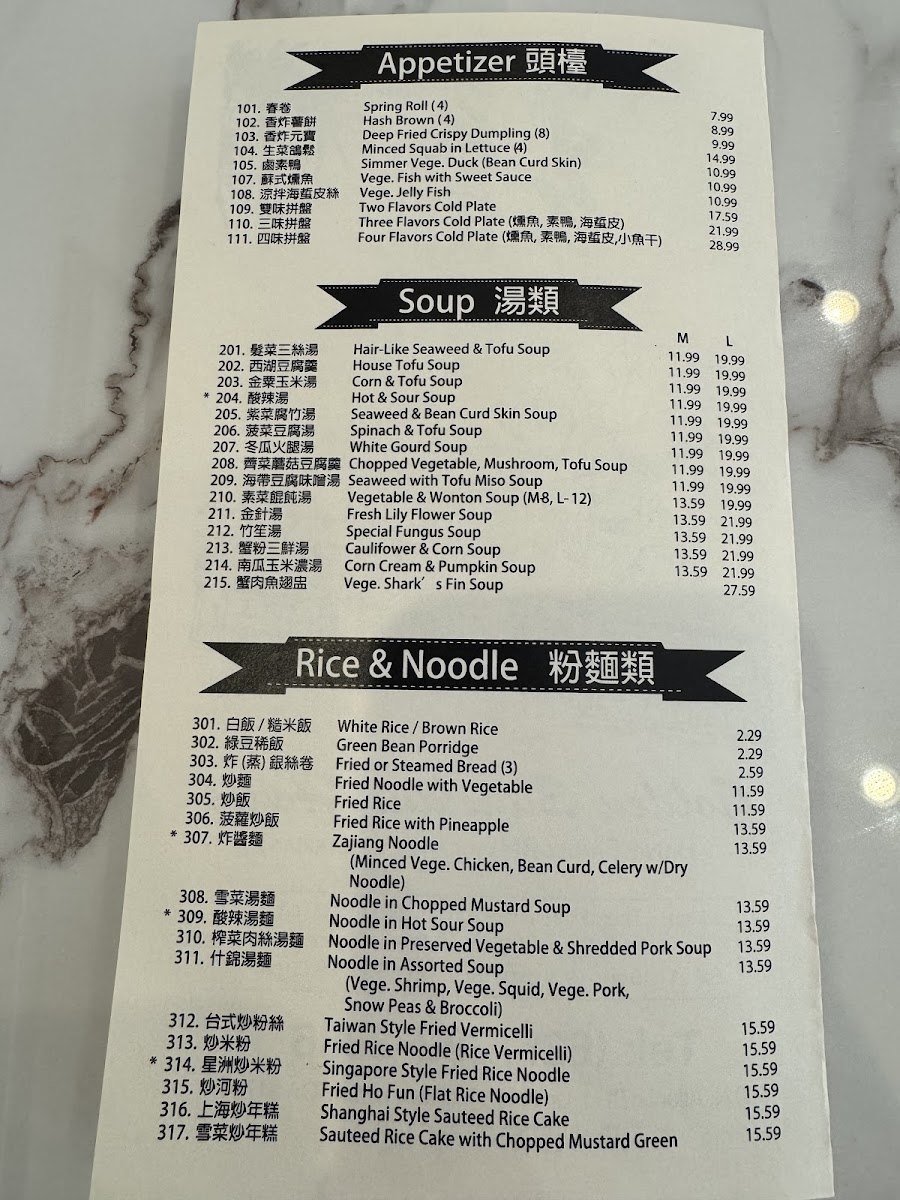 Appetizer 頭檯
101. 春卷 Spring Roll (4) 7.99
102. 香炸薯餅 Hash Brown (4) 8.99
103. 香炸元寶 Deep Fried Crispy Dumpling (8) 9.99
104. 生菜鴿鬆 Minced Squab in Lettuce (4) 14.99
105. 鹵素鴨 Simmer Vege. Duck (Bean Curd Skin) 10.99
107. 蘇式燻魚 Vege. Fish with Sweet Sauce 10.99
108. 涼拌海蜇皮絲 Vege. Jelly Fish 10.99
109. 雙味拼盤 Two Flavors Cold Plate 17.59
110. 三味拼盤 Three Flavors Cold Plate (燻魚, 素鴨, 海蜇皮) 21.99
111. 四味拼盤 Four Flavors Cold Plate (燻魚, 素鴨, 海蜇皮,小魚干) 28.99
Soup 湯類
M L
201. 髮菜三絲湯 Hair-Like Seaweed & Tofu Soup 11.99 19.99
202. 西湖豆腐羹 House Tofu Soup 11.99 19.99
203. 金粟玉米湯 Corn & Tofu Soup 11.99 19.99
* 204. 酸辣湯 Hot & Sour Soup 11.99 19.99
205. 紫菜腐竹湯 Seaweed & Bean Curd Skin Soup 11.99 19.99
206. 菠菜豆腐湯 Spinach & Tofu Soup 11.99 19.99
207. 冬瓜火腿湯 White Gourd Soup 11.99 19.99
208. 薺菜蘑菇豆腐羹 Chopped Vegetable, Mushroom, Tofu Soup 11.99 19.99
209. 海帶豆腐味噌湯 Seaweed with Tofu Miso Soup 11.99 19.99
210. 素菜餛飩湯 Vegetable & Wonton Soup (M-8, L- 12) 13.59 19.99
211. 金針湯 Fresh Lily Flower Soup 13.59 21.99
212. 竹笙湯 Special Fungus Soup 13.59 21.99
213. 蟹粉三鮮湯 Caulifower & Corn Soup 13.59 21.99
214. 南瓜玉米濃湯 Corn Cream & Pumpkin Soup 13.59 21.99
215. 蟹肉魚翅盅 Vege. Shark's Fin Soup 27.59
Rice & Noodle 粉麵類
301. 白飯 / 糙米飯 White Rice / Brown Rice 2.29
302. 綠豆稀飯 Green Bean Porridge 2.29
303. 炸 (蒸) 銀絲卷 Fried or Steamed Bread (3) 2.59
304. 炒麵 Fried Noodle with Vegetable 11.59
305. 炒飯 Fried Rice 11.59
306. 菠蘿炒飯 Fried Rice with Pineapple 13.59
* 307. 炸醬麵 Zajiang Noodle 13.59
(Minced Vege. Chicken, Bean Curd, Celery w/Dry
Noodle)
308. 雪菜湯麵 Noodle in Chopped Mustard Soup 13.59
* 309. 酸辣湯麵 Noodle in Hot Sour Soup 13.59
310. 榨菜肉絲湯麵 Noodle in Preserved Vegetable & Shredded Pork Soup 13.59
311. 什錦湯麵 Noodle in Assorted Soup 13.59
(Vege. Shrimp, Vege. Squid, Vege. Pork,
Snow Peas & Broccoli)
312. 台式炒粉絲 Taiwan Style Fried Vermicelli 15.59
313. 炒米粉 Fried Rice Noodle (Rice Vermicelli) 15.59
* 314. 星洲炒米粉 Singapore Style Fried Rice Noodle 15.59
315. 炒河粉 Fried Ho Fun (Flat Rice Noodle) 15.59
316. 上海炒年糕 Shanghai Style Sauteed Rice Cake 15.59
317. 雪菜炒年糕 Sauteed Rice Cake with Chopped Mustard Green 15.59